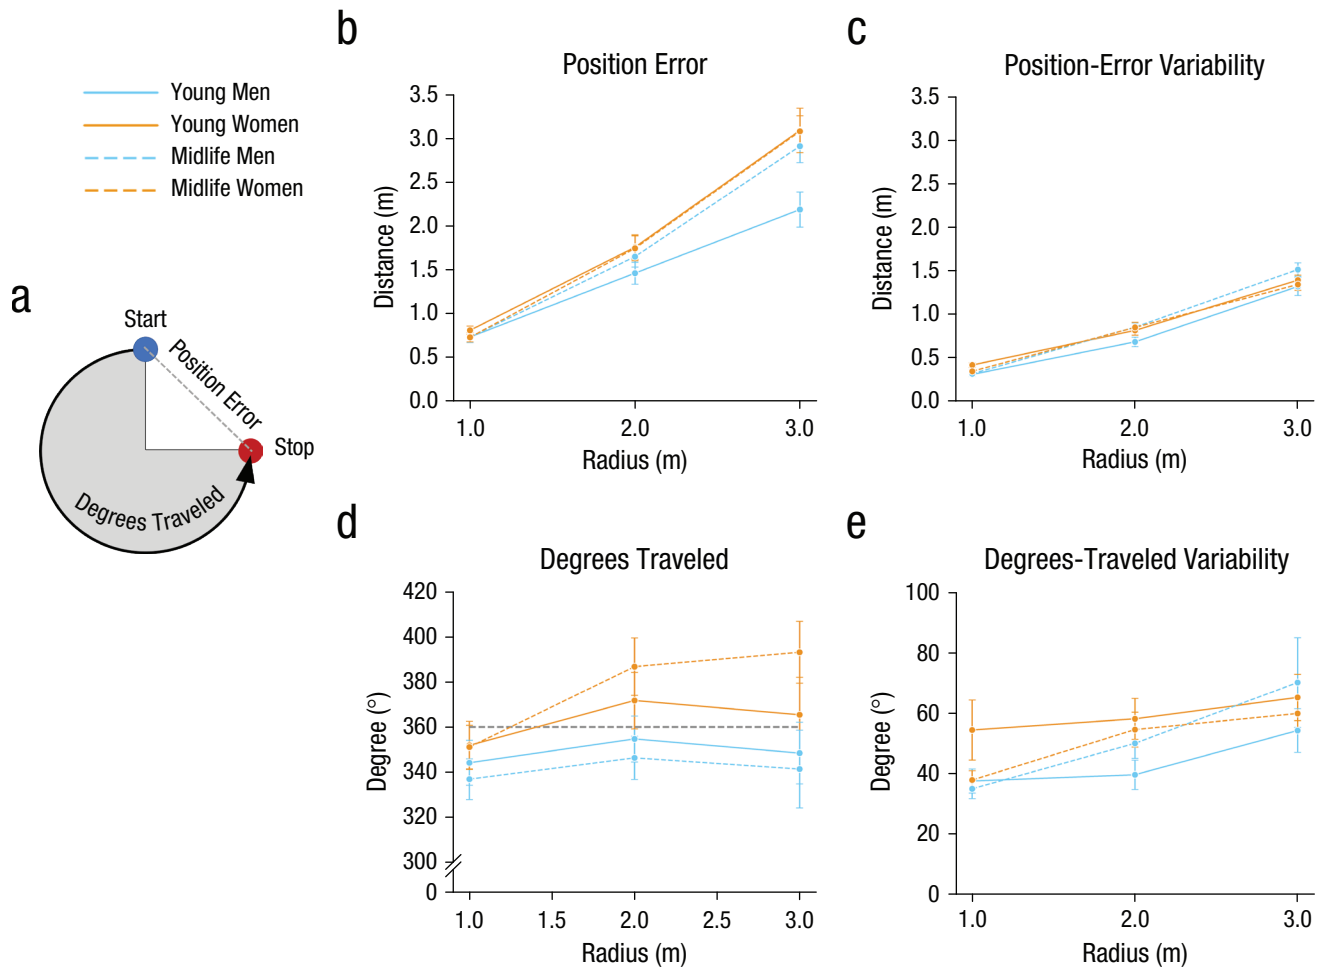 Young Men
Young Women
Midlife Men
Midlife Women
a
Start
Position Error
Stop
Degrees Traveled
b
Position Error
3.5
3.0
2.5
2.0
1.5
1.0
0.5
0.0
Distance (m)
1.0 2.0 3.0
Radius (m)
c
Position-Error Variability
3.5
3.0
2.5
2.0
1.5
1.0
0.5
0.0
Distance (m)
1.0 2.0 3.0
Radius (m)
d
Degrees Traveled
420
400
380
360
340
320
300
0
Degree (°)
1.0 1.5 2.0 2.5 3.0
Radius (m)
e
Degrees-Traveled Variability
100
80
60
40
20
0
Degree (°)
1.0 2.0 3.0
Radius (m)